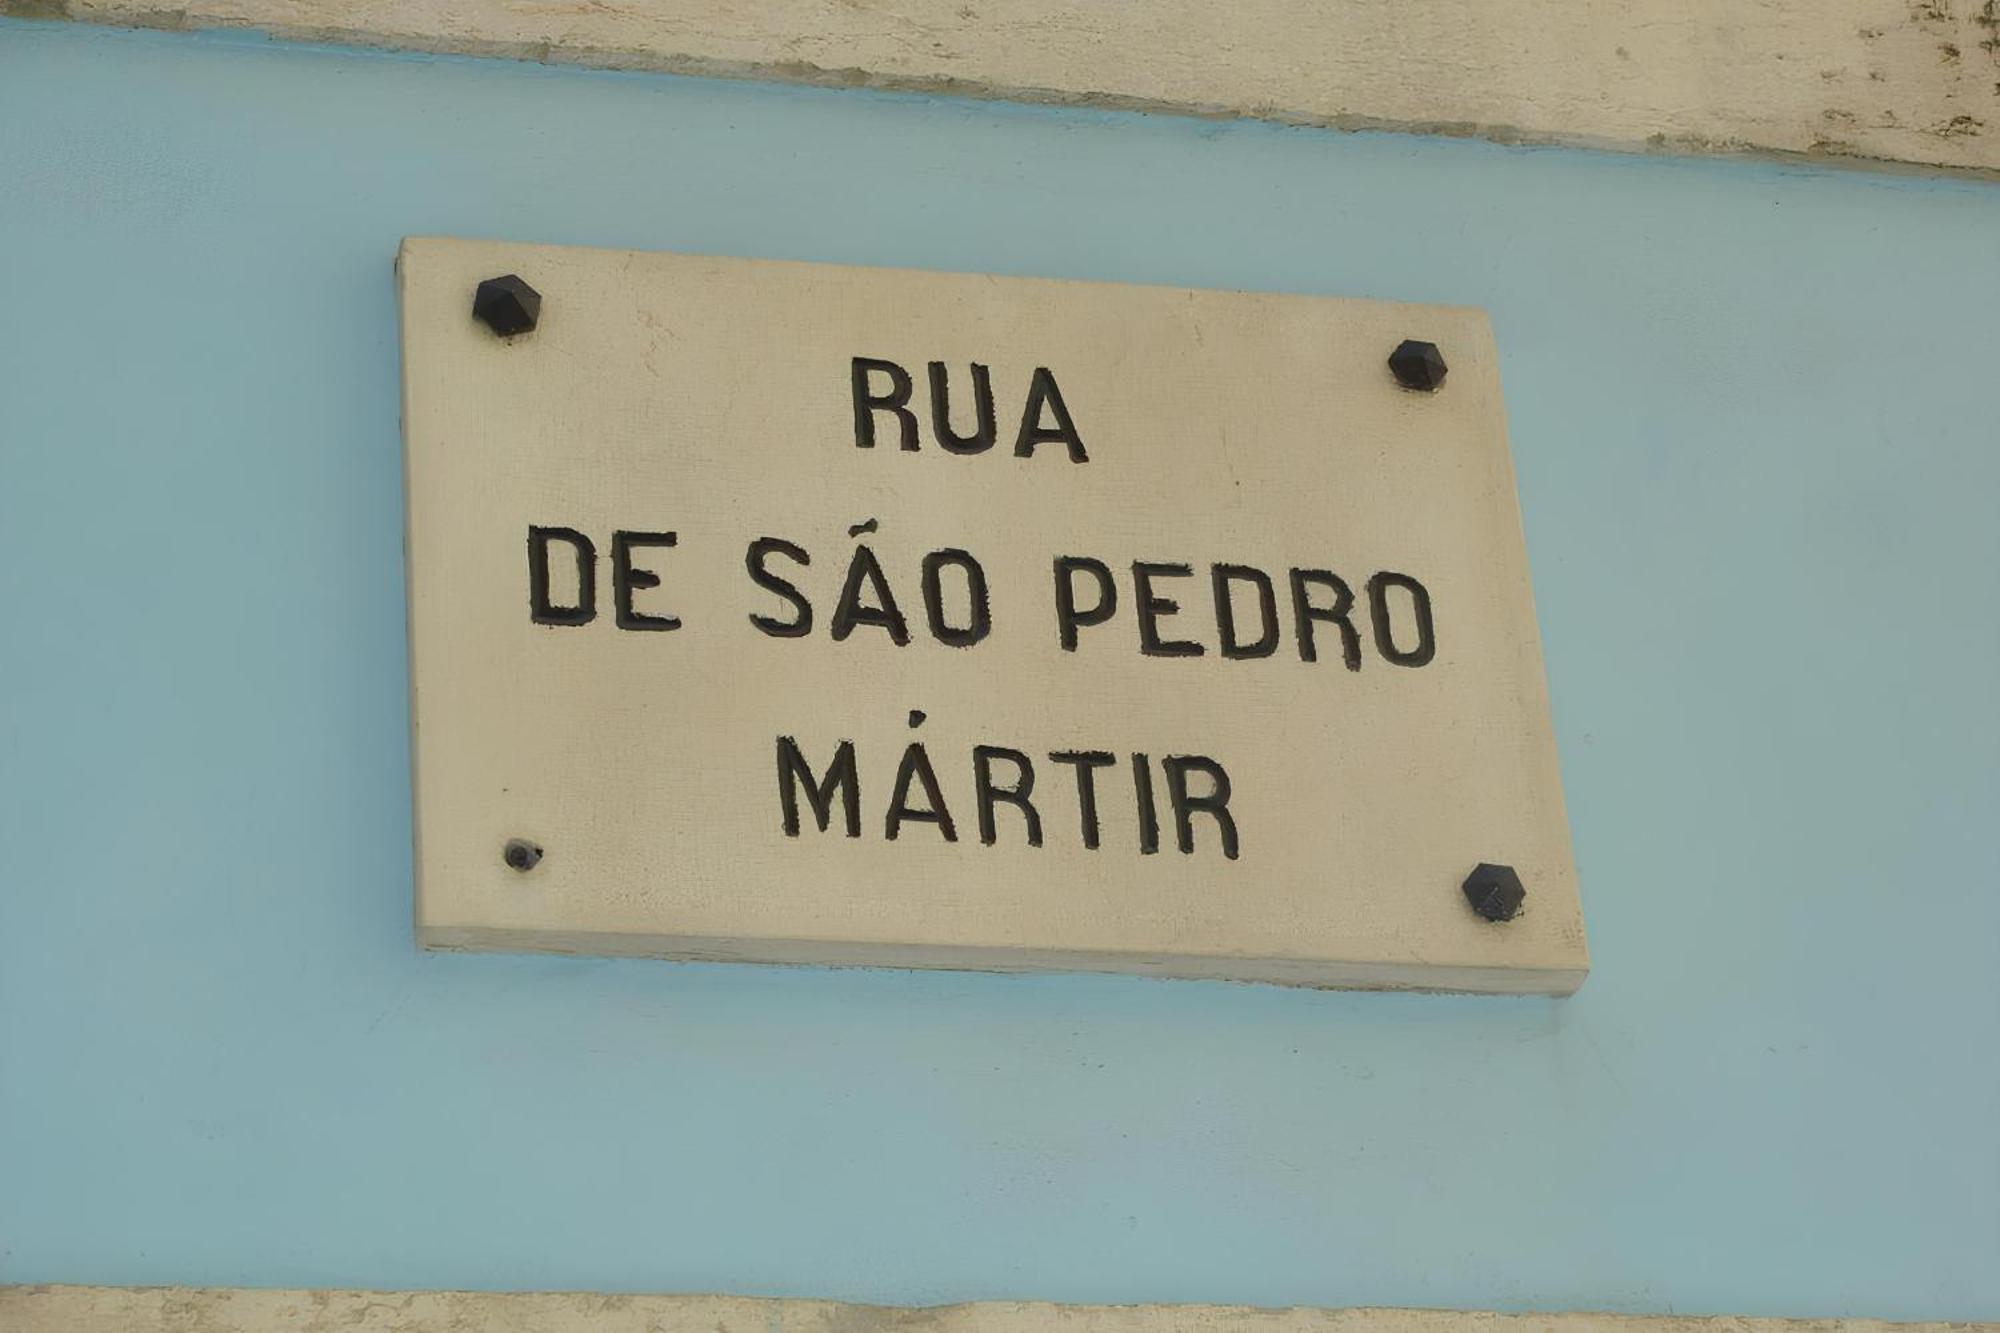 RUA
DE SÃO PEDRO
MÁRTIR